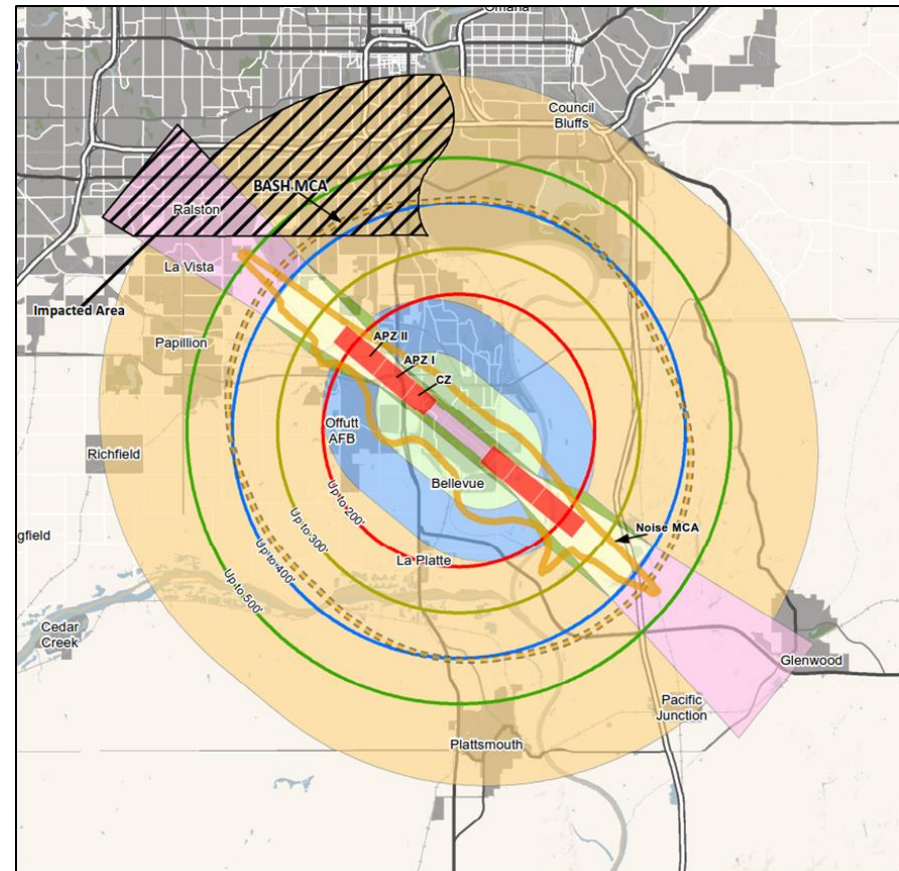 Omaha
Council
Bluffs
BASH MCA
Ralston
La Vista
Impacted Area
Papillion
APZ II
APZ I
CZ
Offutt
AFB
Richfield
Bellevue
Up to 200'
Up to 300'
Up to 400'
Up to 500'
Noise MCA
gfield
La Platte
Cedar
Creek
Glenwood
Pacific
Junction
Plattsmouth